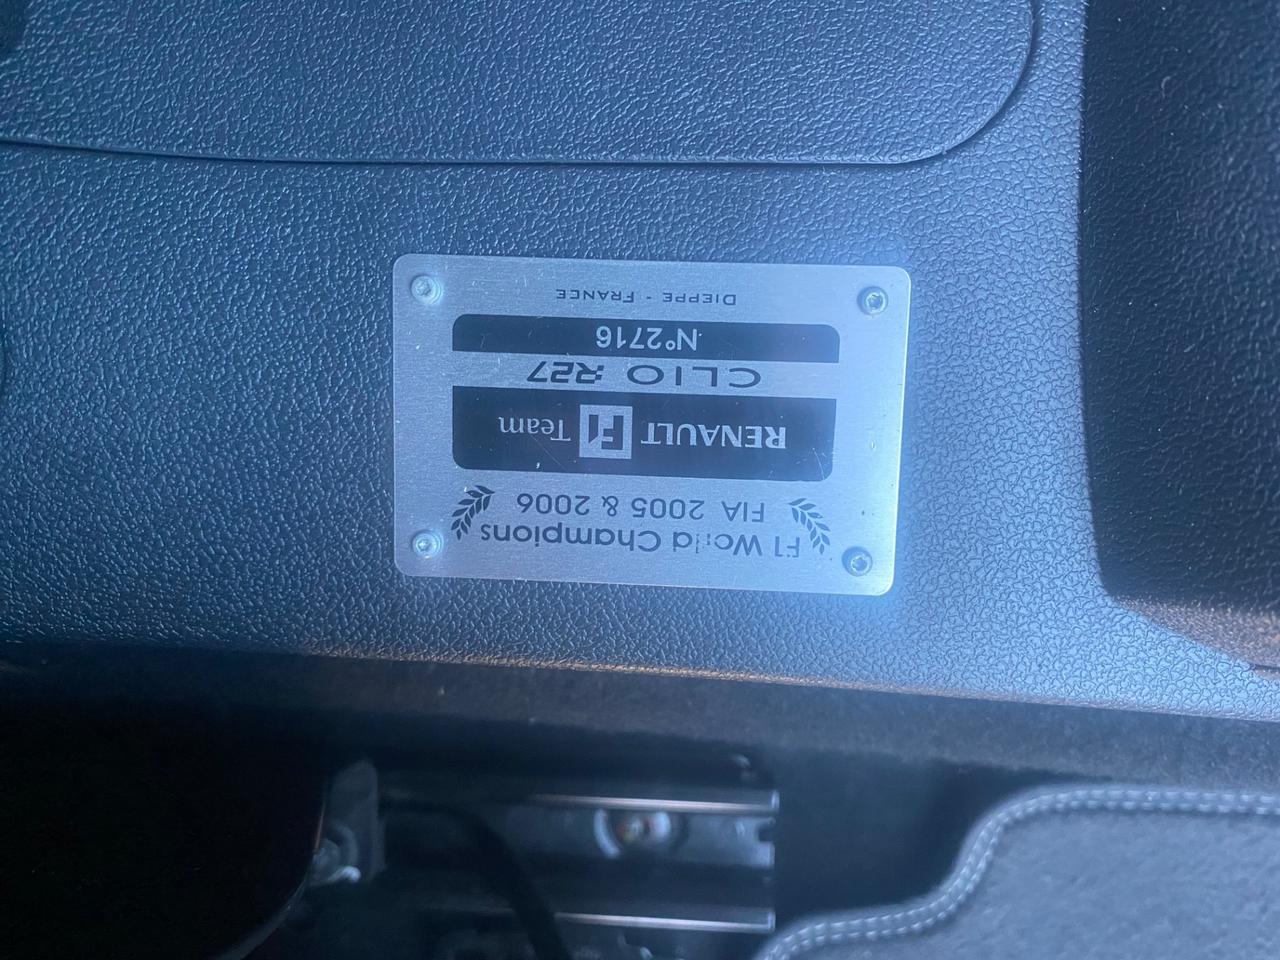 F1 World Champions
FIA 2005 & 2006
RENAULT F1 Team
CLIO R27
N°2716
DIEPPE - FRANCE